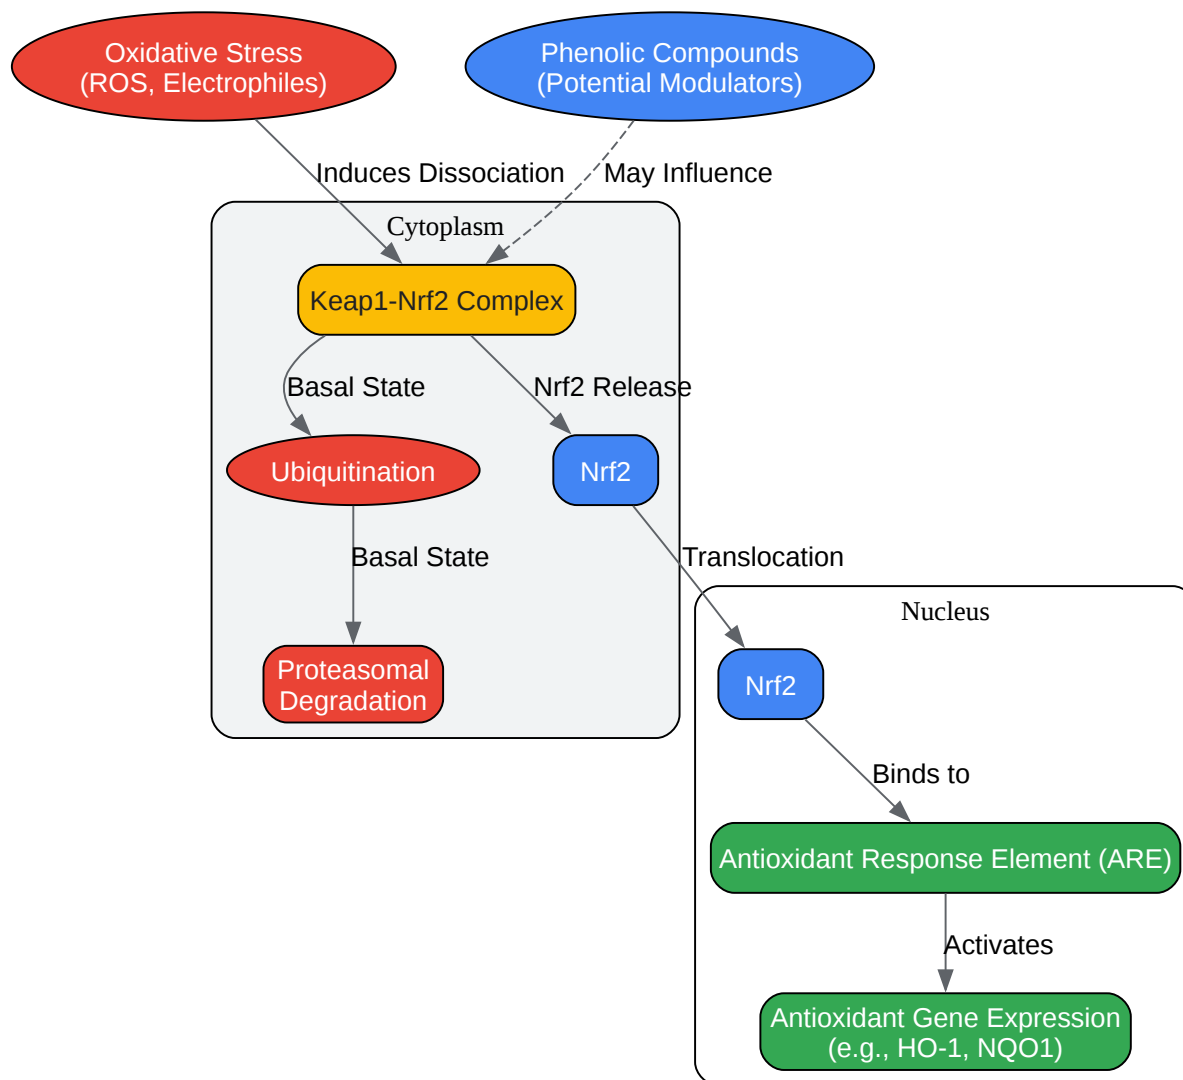 Oxidative Stress
(ROS, Electrophiles)
Phenolic Compounds
(Potential Modulators)
Induces Dissociation
May Influence
Cytoplasm
Keap1-Nrf2 Complex
Basal State
Nrf2 Release
Ubiquitination
Nrf2
Basal State
Translocation
Nucleus
Proteasomal
Degradation
Nrf2
Binds to
Antioxidant Response Element (ARE)
Activates
Antioxidant Gene Expression
(e.g., HO-1, NQO1)